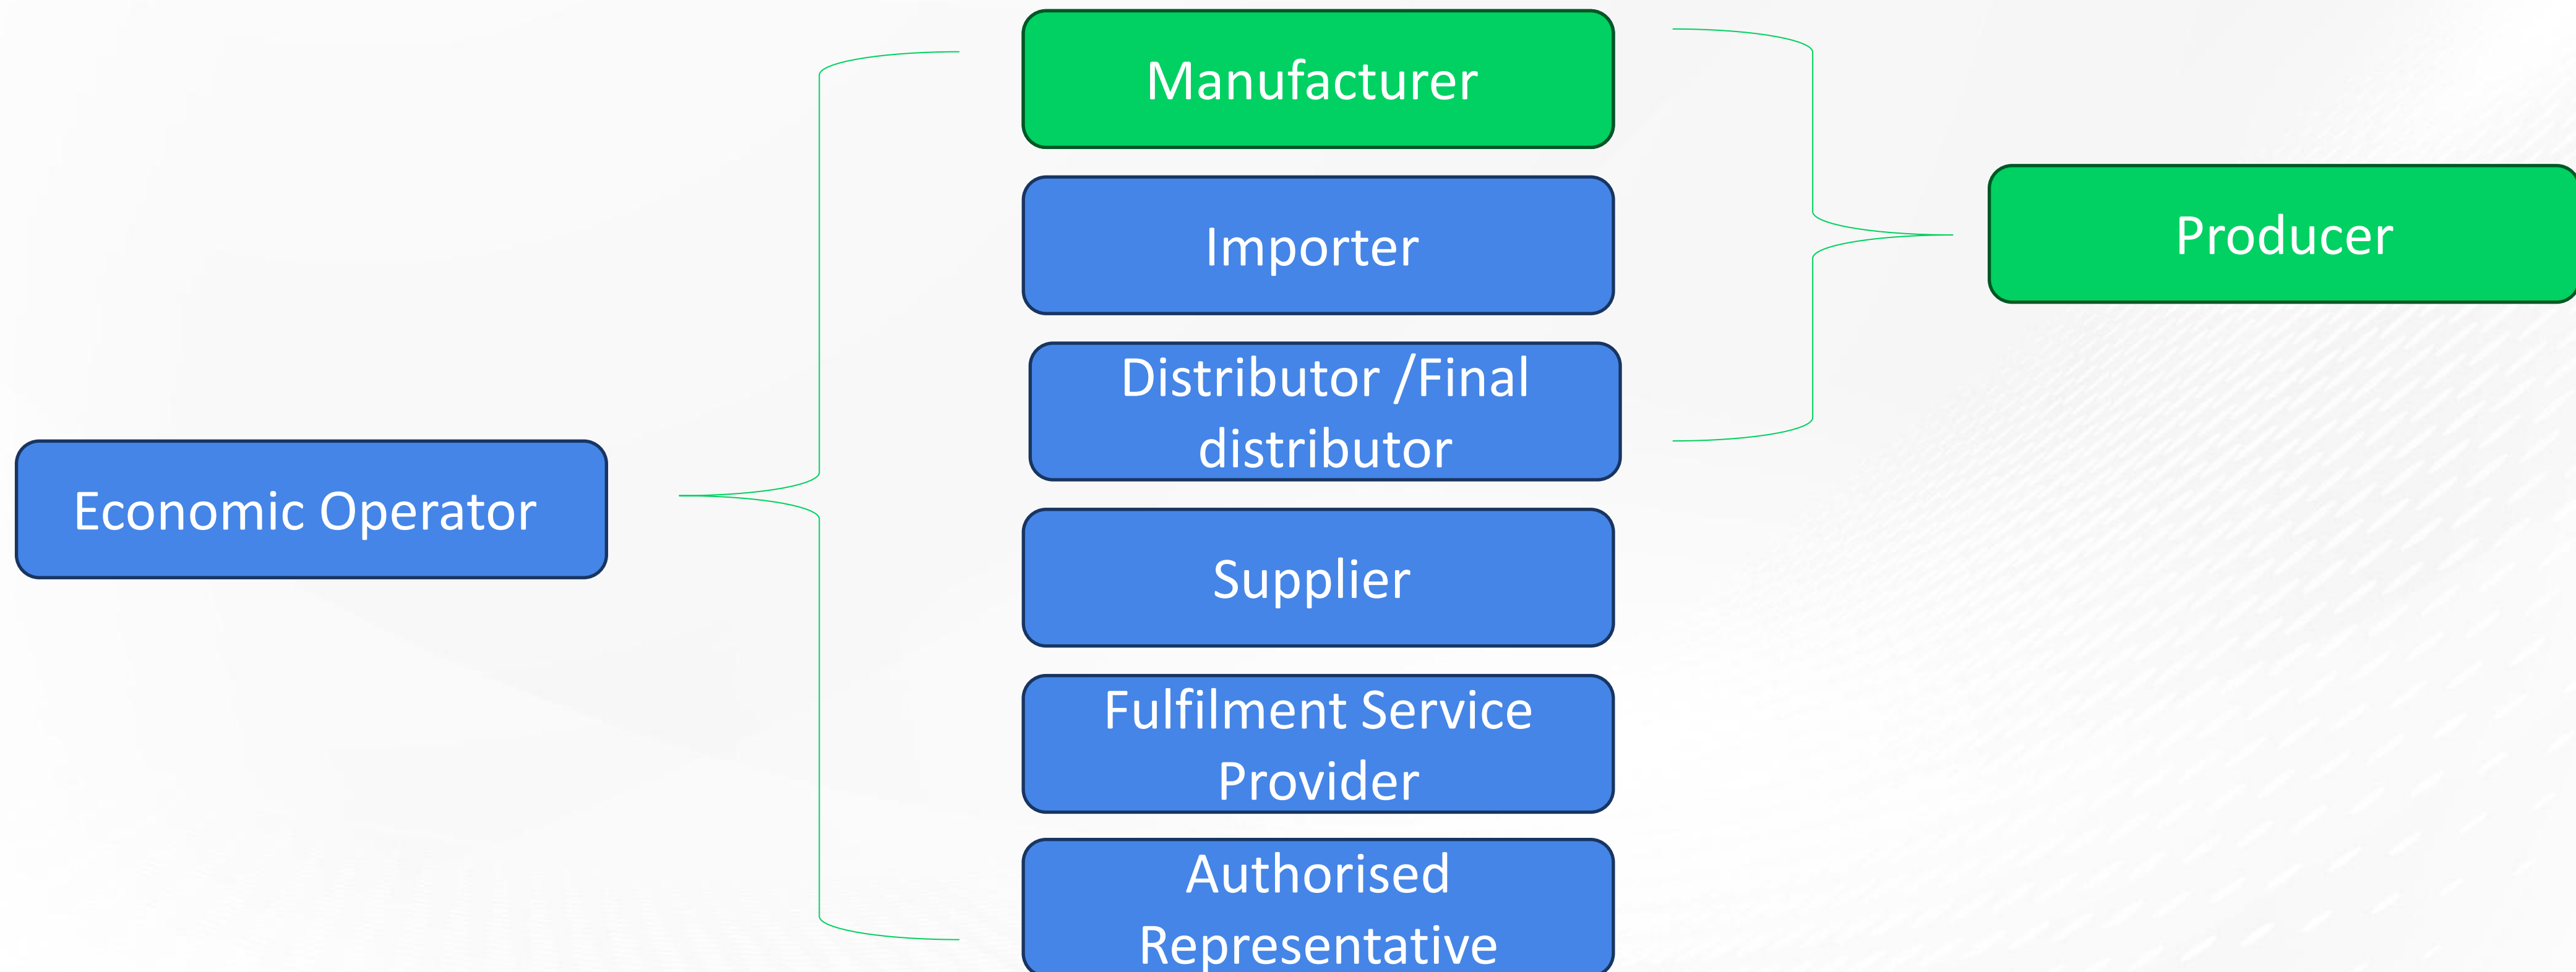 Manufacturer
Importer
Distributor /Final
distributor
Supplier
Fulfilment Service
Provider
Authorised
Representative
Economic Operator
Producer